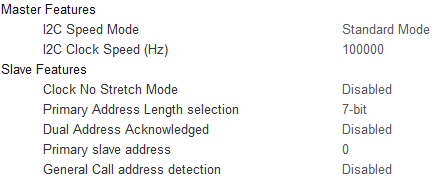 Master Features
I2C Speed Mode Standard Mode
I2C Clock Speed (Hz) 100000
Slave Features
Clock No Stretch Mode Disabled
Primary Address Length selection 7-bit
Dual Address Acknowledged Disabled
Primary slave address 0
General Call address detection Disabled